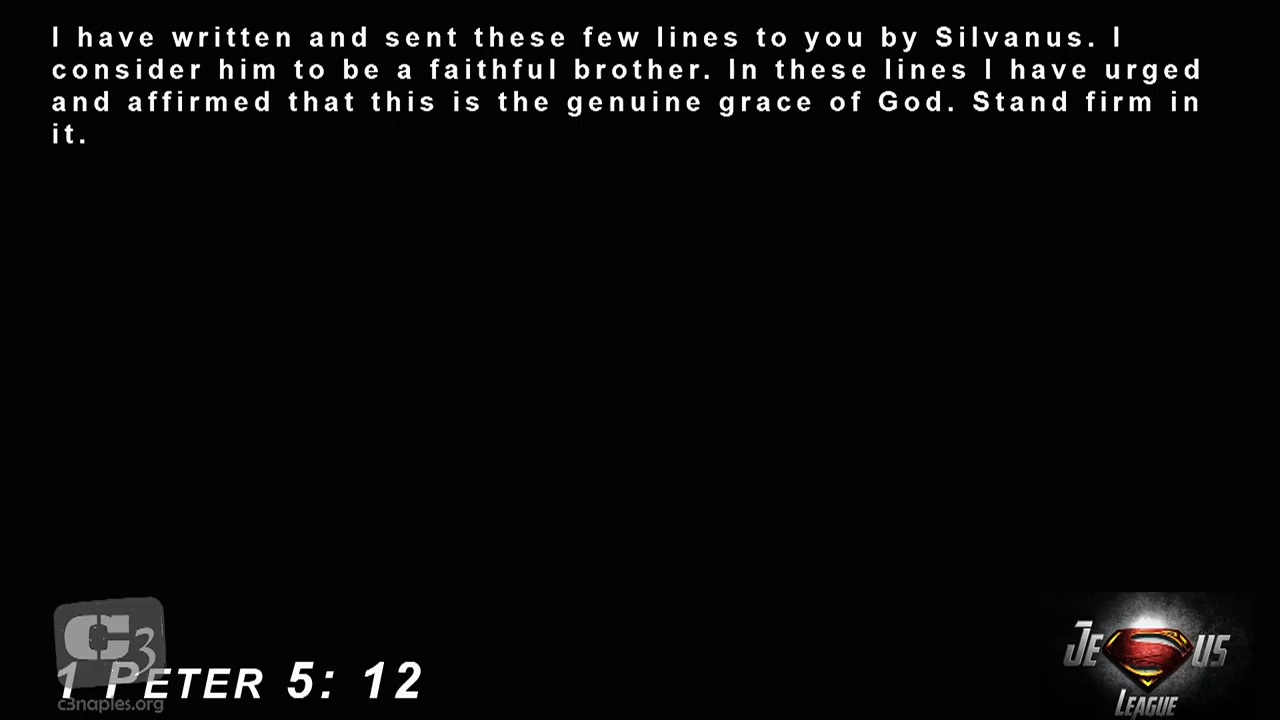 I have written and sent these few lines to you by Silvanus. I
consider him to be a faithful brother. In these lines I have urged
and affirmed that this is the genuine grace of God. Stand firm in
it.
C3
1 PETER 5: 12
c3naples.org
JESUS
LEAGUE